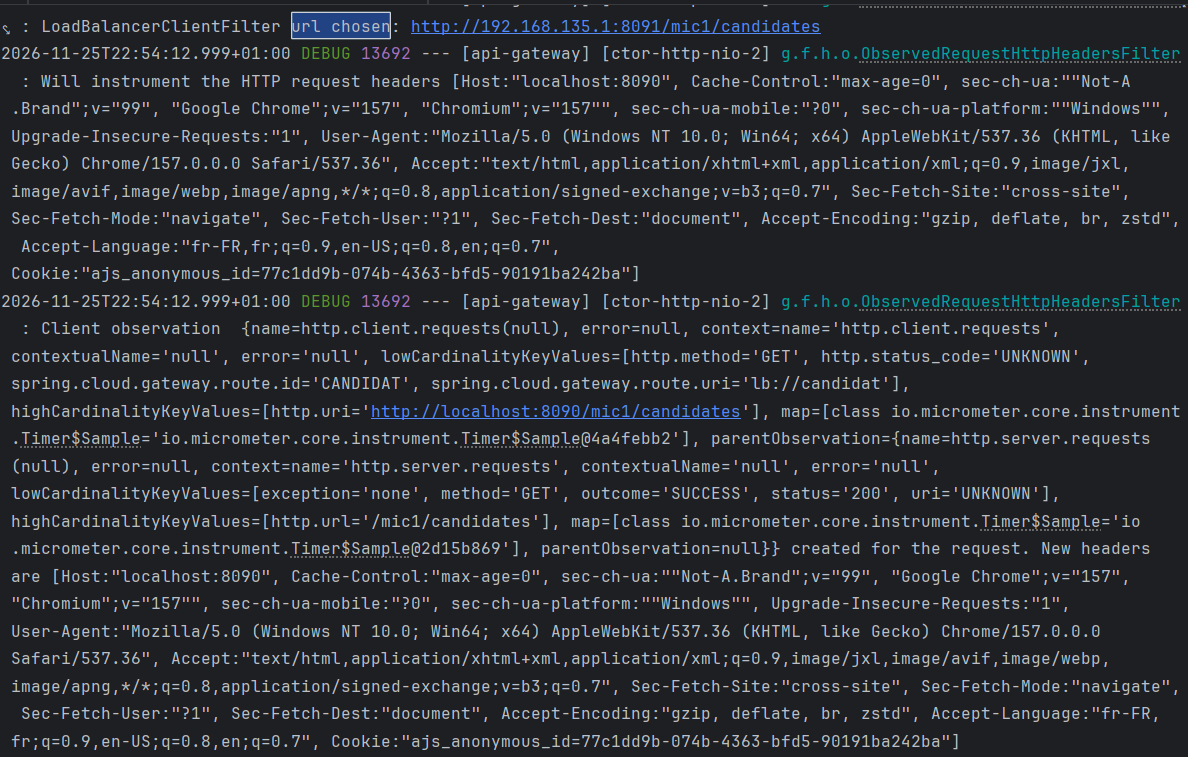 : LoadBalancerClientFilter url chosen: http://192.168.135.1:8091/mic1/candidates
2026-11-25T22:54:12.999+01:00 DEBUG 13692 --- [api-gateway] [ctor-http-nio-2] g.f.h.o.ObservedRequestHttpHeadersFilter
: Will instrument the HTTP request headers [Host:"localhost:8090", Cache-Control:"max-age=0", sec-ch-ua:""Not-A
.Brand";v="99", "Google Chrome";v="157", "Chromium";v="157"", sec-ch-ua-mobile:"?0", sec-ch-ua-platform:""Windows"",
Upgrade-Insecure-Requests:"1", User-Agent:"Mozilla/5.0 (Windows NT 10.0; Win64; x64) AppleWebKit/537.36 (KHTML, like
Gecko) Chrome/157.0.0.0 Safari/537.36", Accept:"text/html,application/xhtml+xml,application/xml;q=0.9,image/jxl,
image/avif,image/webp,image/apng,*/*;q=0.8,application/signed-exchange;v=b3;q=0.7", Sec-Fetch-Site:"cross-site",
Sec-Fetch-Mode:"navigate", Sec-Fetch-User:"?1", Sec-Fetch-Dest:"document", Accept-Encoding:"gzip, deflate, br, zstd",
Accept-Language:"fr-FR,fr;q=0.9,en-US;q=0.8,en;q=0.7",
Cookie:"ajs_anonymous_id=77c1dd9b-074b-4363-bfd5-90191ba242ba"]
2026-11-25T22:54:12.999+01:00 DEBUG 13692 --- [api-gateway] [ctor-http-nio-2] g.f.h.o.ObservedRequestHttpHeadersFilter
: Client observation  {name=http.client.requests(null), error=null, context=name='http.client.requests',
contextualName='null', error='null', lowCardinalityKeyValues=[http.method='GET', http.status_code='UNKNOWN',
spring.cloud.gateway.route.id='CANDIDAT', spring.cloud.gateway.route.uri='lb://candidat'],
highCardinalityKeyValues=[http.uri='http://localhost:8090/mic1/candidates'], map=[class io.micrometer.core.instrument
.Timer$Sample='io.micrometer.core.instrument.Timer$Sample@4a4febb2'], parentObservation={name=http.server.requests
(null), error=null, context=name='http.server.requests', contextualName='null', error='null',
lowCardinalityKeyValues=[exception='none', method='GET', outcome='SUCCESS', status='200', uri='UNKNOWN'],
highCardinalityKeyValues=[http.url='/mic1/candidates'], map=[class io.micrometer.core.instrument.Timer$Sample='io
.micrometer.core.instrument.Timer$Sample@2d15b869'], parentObservation=null}} created for the request. New headers
are [Host:"localhost:8090", Cache-Control:"max-age=0", sec-ch-ua:""Not-A.Brand";v="99", "Google Chrome";v="157",
"Chromium";v="157"", sec-ch-ua-mobile:"?0", sec-ch-ua-platform:""Windows"", Upgrade-Insecure-Requests:"1",
User-Agent:"Mozilla/5.0 (Windows NT 10.0; Win64; x64) AppleWebKit/537.36 (KHTML, like Gecko) Chrome/157.0.0.0
Safari/537.36", Accept:"text/html,application/xhtml+xml,application/xml;q=0.9,image/jxl,image/avif,image/webp,
image/apng,*/*;q=0.8,application/signed-exchange;v=b3;q=0.7", Sec-Fetch-Site:"cross-site", Sec-Fetch-Mode:"navigate",
Sec-Fetch-User:"?1", Sec-Fetch-Dest:"document", Accept-Encoding:"gzip, deflate, br, zstd", Accept-Language:"fr-FR,
fr;q=0.9,en-US;q=0.8,en;q=0.7", Cookie:"ajs_anonymous_id=77c1dd9b-074b-4363-bfd5-90191ba242ba"]